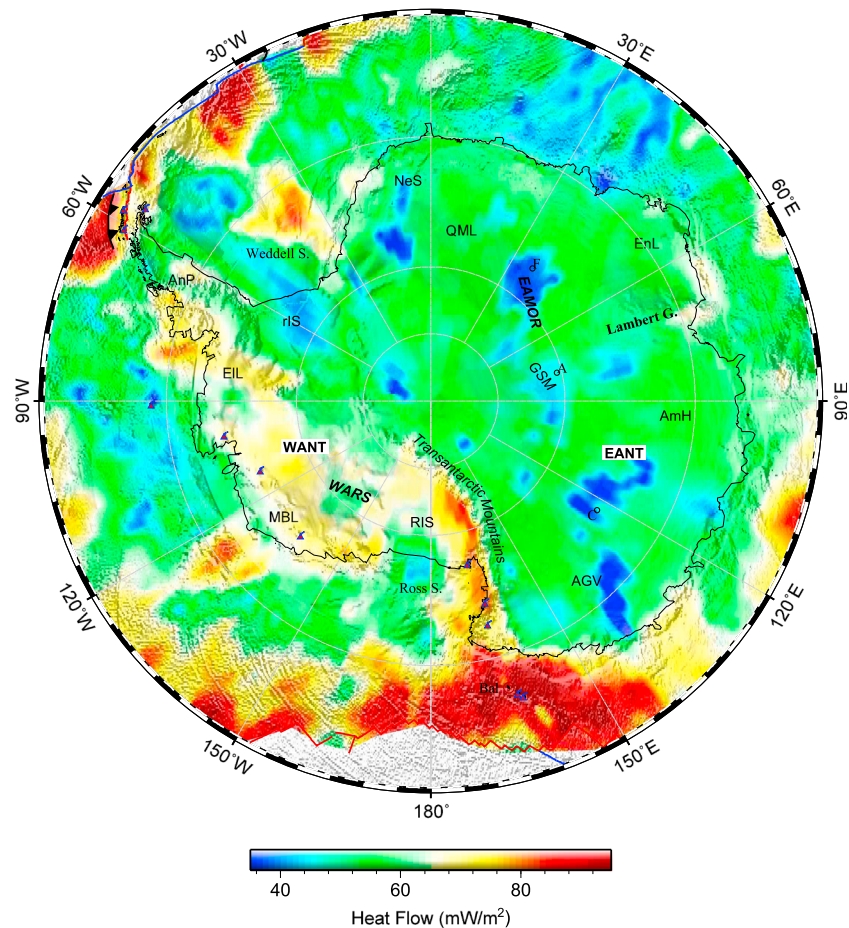 30˚W
30˚E
60˚W
60˚E
NeS
QML
EnL
Weddell S.
F
AnP
EAMOR
rIS
Lambert G.
GSM
A
EIL
90˚W
90˚E
AmH
WANT
Transantarctic Mountains
EANT
WARS
MBL
RIS
C
Ross S.
AGV
120˚W
120˚E
Bal
150˚W
150˚E
180˚
40
60
80
Heat Flow (mW/m²)